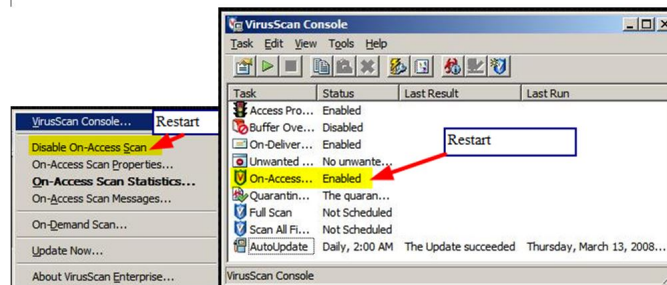 VirusScan Console
Task Edit View Tools Help
Task Status Last Result Last Run
Access Pro... Enabled
Buffer Ove... Disabled
On-Deliver... Enabled
Unwanted ... No unwante...
On-Access... Enabled
Quarantin... The quaran...
Full Scan Not Scheduled
Scan All Fi... Not Scheduled
AutoUpdate Daily, 2:00 AM The Update succeeded Thursday, March 13, 2008...
VirusScan Console
Restart
VirusScan Console...
Restart
Disable On-Access Scan
On-Access Scan Properties...
On-Access Scan Statistics...
On-Access Scan Messages...
On-Demand Scan...
Update Now...
About VirusScan Enterprise...